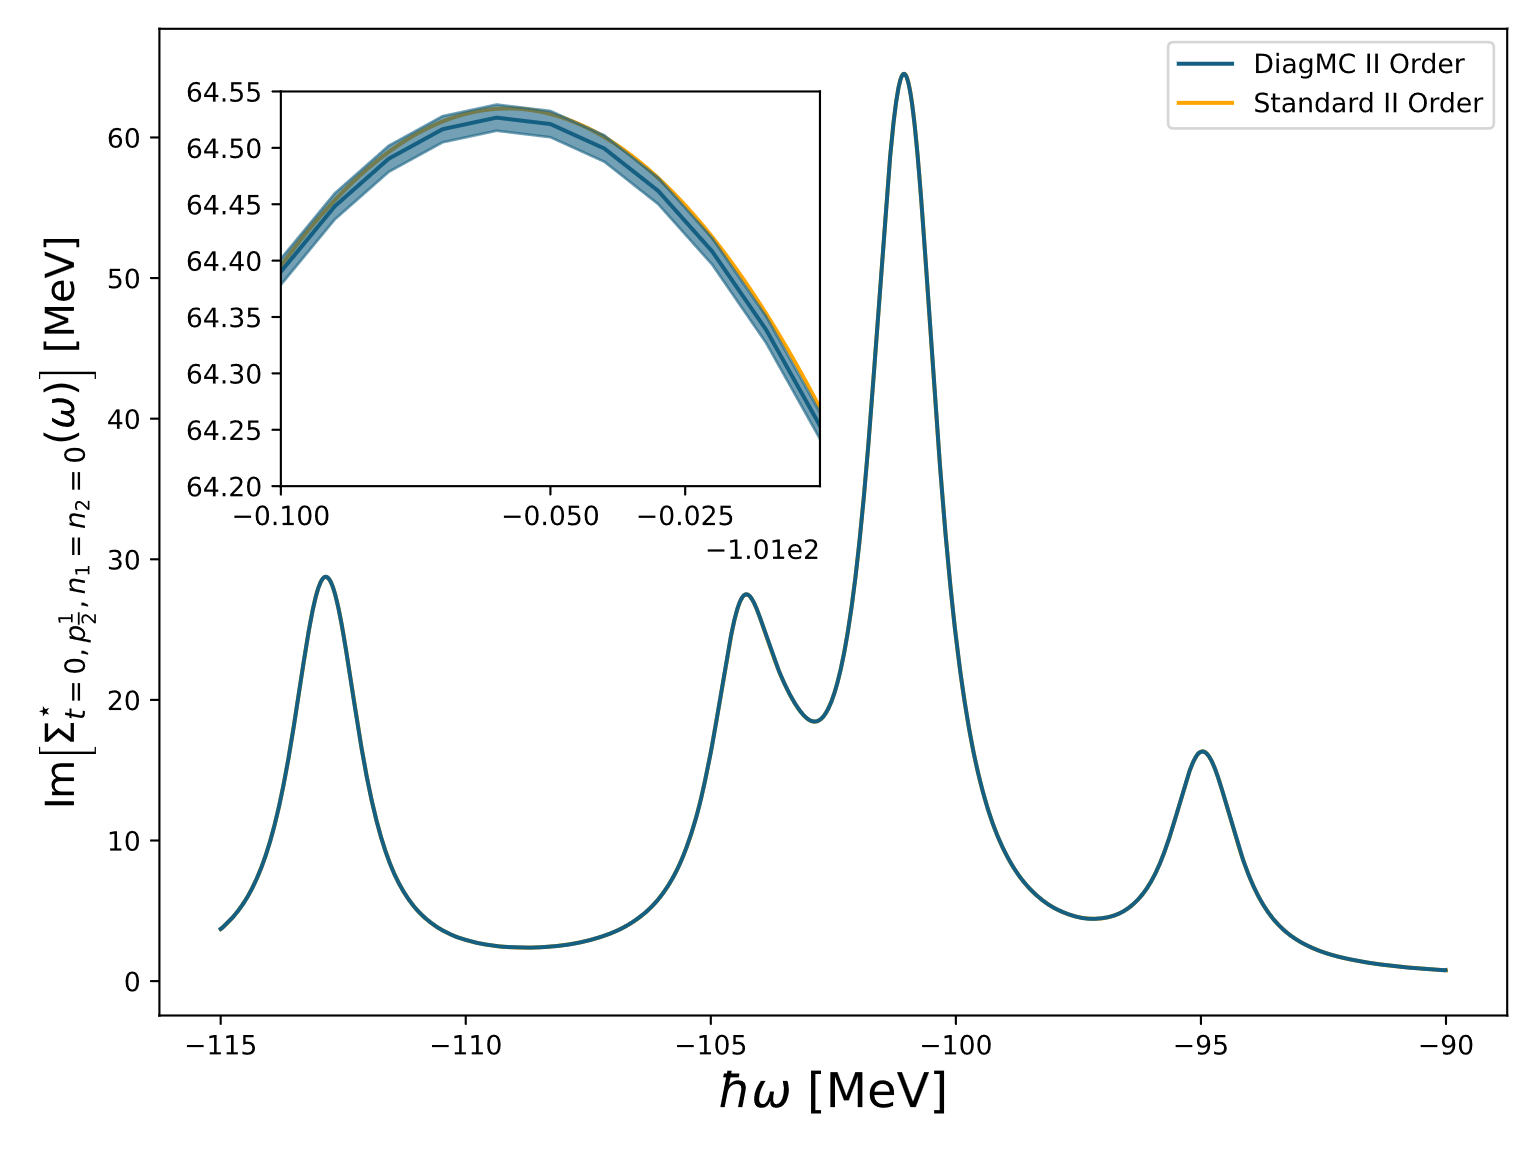 DiagMC II Order
Standard II Order
64.55
64.50
64.45
64.40
64.35
64.30
64.25
64.20
−0.100 −0.050 −0.025
−1.01e2
60
50
40
30
20
10
0
Im[Σ⋆t = 0, p1/2, n1 = n2 = 0(ω)] [MeV]
−115 −110 −105 −100 −95 −90
ℏω [MeV]